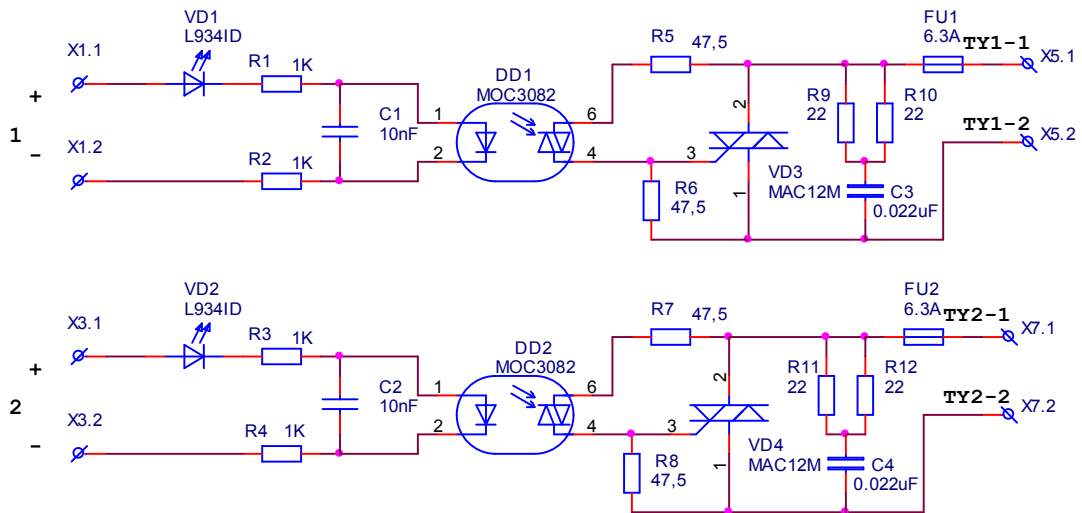 VD1
L934ID
X1.1
R1
1K
+
1
-
C1
10nF
X1.2
R2
1K
DD1
MOC3082
1
2
6
4
R5
47,5
2
3
1
R6
47,5
VD3
MAC12M
R9
22
R10
22
C3
0.022uF
FU1
6.3A
TY1-1
X5.1
TY1-2
X5.2
VD2
L934ID
X3.1
R3
1K
+
2
-
C2
10nF
X3.2
R4
1K
DD2
MOC3082
1
2
6
4
R7
47,5
2
3
1
R8
47,5
VD4
MAC12M
R11
22
R12
22
C4
0.022uF
FU2
6.3A
TY2-1
X7.1
TY2-2
X7.2